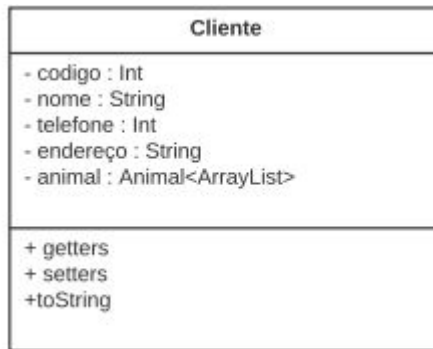 Cliente
- codigo : Int
- nome : String
- telefone : Int
- endereço : String
- animal : Animal<ArrayList>
+ getters
+ setters
+toString